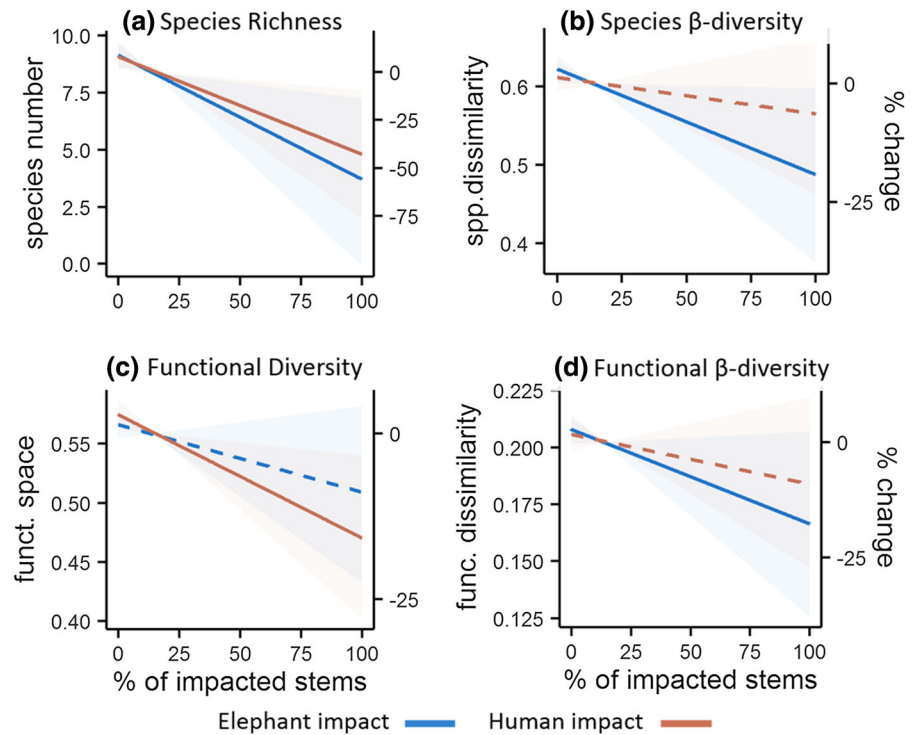 (a) Species Richness
species number
10.0
7.5
5.0
2.5
0.0
0
-25
-50
-75
0 25 50 75 100
(b) Species β-diversity
spp.dissimilarity
0.6
0.5
0.4
0
-25
% change
0 25 50 75 100
(c) Functional Diversity
funct. space
0.55
0.50
0.45
0.40
0
-25
0 25 50 75 100
% of impacted stems
(d) Functional β-diversity
func. dissimilarity
0.225
0.200
0.175
0.150
0.125
0
-25
% change
0 25 50 75 100
% of impacted stems
Elephant impact Human impact